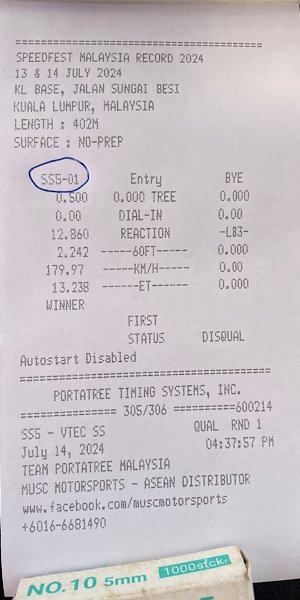 =====================================
SPEEDFEST MALAYSIA RECORD 2024
13 & 14 JULY 2024
KL BASE, JALAN SUNGAI BESI
KUALA LUMPUR, MALAYSIA
LENGTH : 402M
SURFACE : NO-PREP
SS5-01 Entry BYE
0.500 0.000 TREE 0.000
0.00 DIAL-IN 0.00
12.860 REACTION -LB3-
2.242 -----60FT----- 0.000
179.97 -----KM/H----- 0.00
13.238 ------ET----- 0.000
WINNER
FIRST
STATUS DISQUAL
Autostart Disabled
=====================================
PORTATREE TIMING SYSTEMS, INC.
=================== 305/306 ==========600214
SS5 - VTEC SS QUAL RND 1
July 14, 2024 04:37:57 PM
TEAM PORTATREE MALAYSIA
MUSC MOTORSPORTS - ASEAN DISTRIBUTOR
www.facebook.com/muscmotorsports
+6016-6681490
NO.10 5mm 1000sfck.